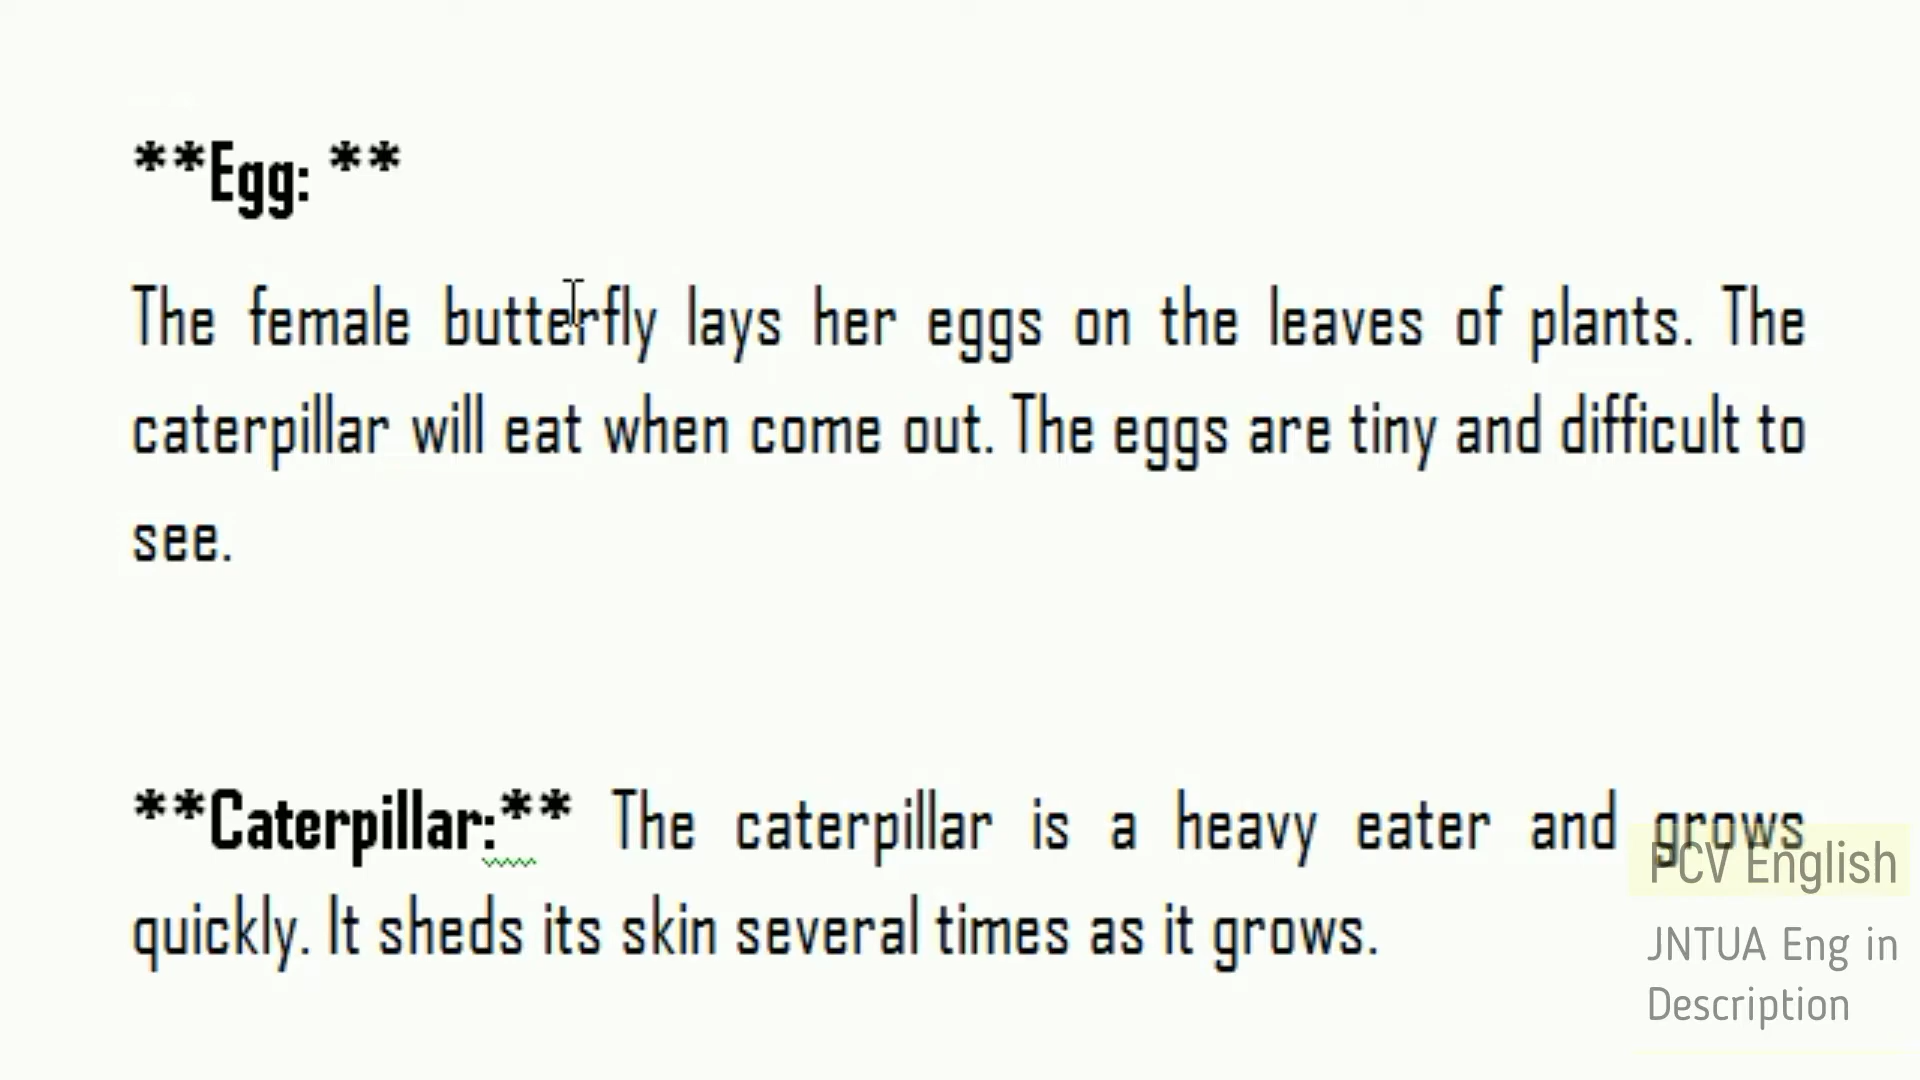 **Egg: **
The female butterfly lays her eggs on the leaves of plants. The
caterpillar will eat when come out. The eggs are tiny and difficult to
see.
**Caterpillar:** The caterpillar is a heavy eater and grows
quickly. It sheds its skin several times as it grows.
PCV English
JNTUA Eng in
Description